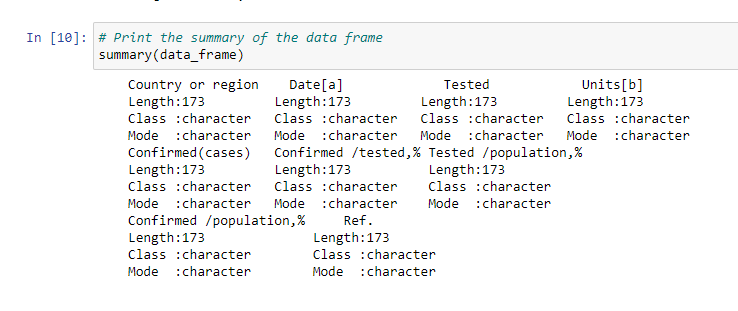 In [10]: # Print the summary of the data frame
summary(data_frame)
Country or region Date[a] Tested Units[b]
Length:173 Length:173 Length:173 Length:173
Class :character Class :character Class :character Class :character
Mode :character Mode :character Mode :character Mode :character
Confirmed(cases) Confirmed /tested,% Tested /population,%
Length:173 Length:173 Length:173
Class :character Class :character Class :character
Mode :character Mode :character Mode :character
Confirmed /population,% Ref.
Length:173 Length:173
Class :character Class :character
Mode :character Mode :character